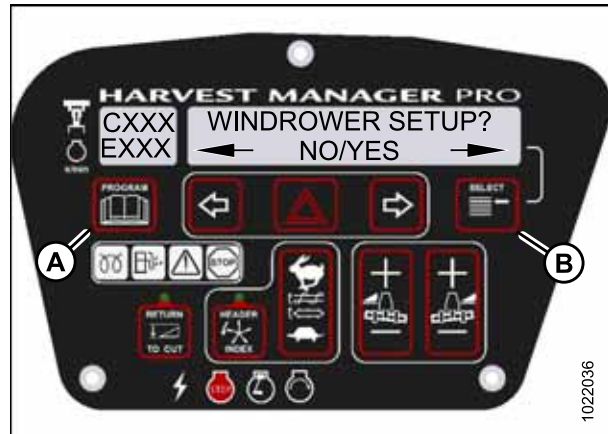 HARVEST MANAGER PRO
CXXX
EXXX
WINDROWER SETUP?
NO/YES
n/min
PROGRAM
SELECT
A
B
STOP
RETURN
TO CUT
HEADER
INDEX
STOP
1022036